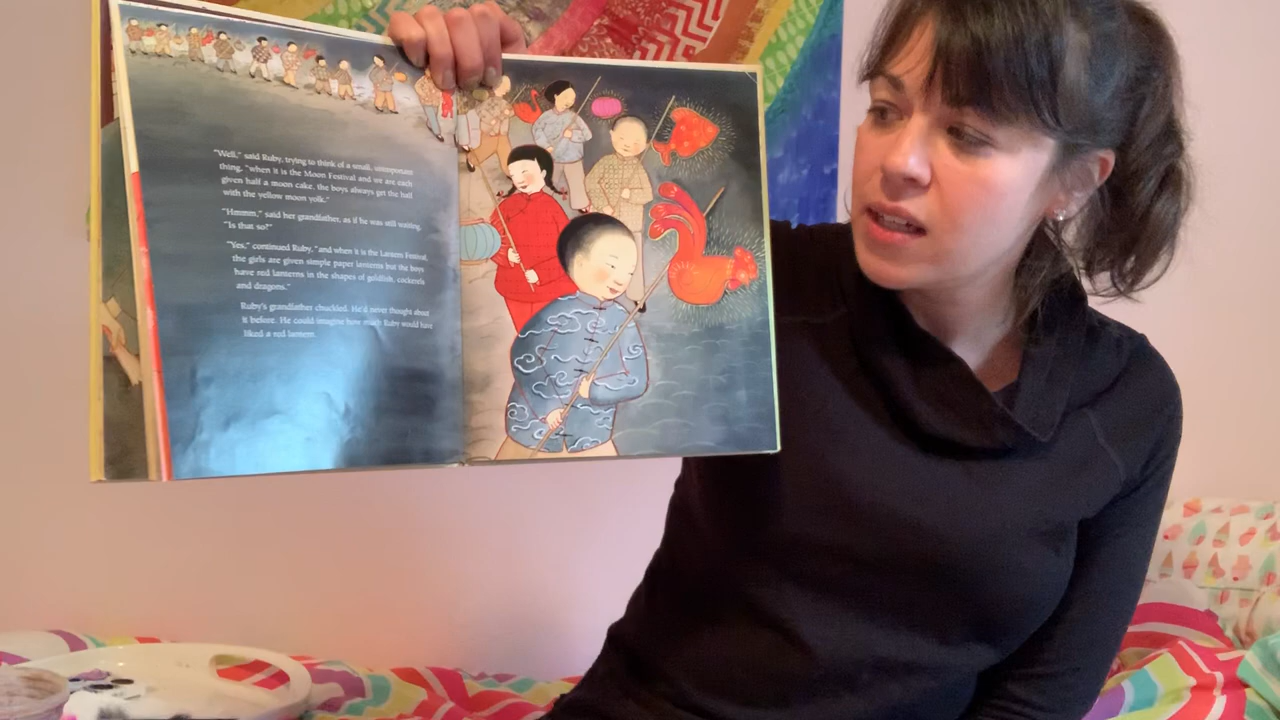 "Well," said Ruby, trying to think of a small, unimportant
thing, "when it is the Moon Festival and we are each
given half a moon cake, the boys always get the half
with the yellow moon yolk."
"Hmmm," said her grandfather, as if he was still waiting.
"Is that so?"
"Yes," continued Ruby, "and when it is the Lantern Festival,
the girls are given simple paper lanterns but the boys
have red lanterns in the shapes of goldfish, cockerels
and dragons."
Ruby's grandfather chuckled. He'd never thought about
it before. He could imagine how much Ruby would have
liked a red lantern.